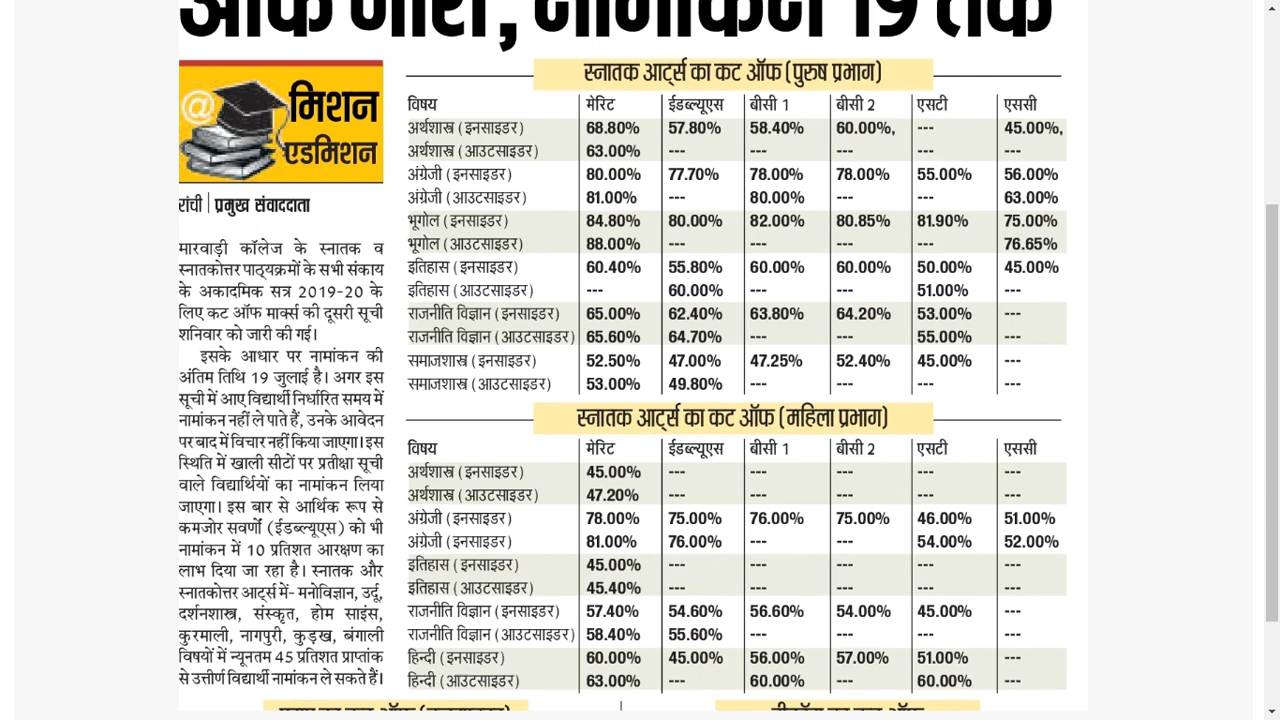 ऑफ जारी, नामांकन 19 तक
@ मिशन
एडमिशन
रांची | प्रमुख संवाददाता
मारवाड़ी कॉलेज के स्नातक व
स्नातकोत्तर पाठ्यक्रमों के सभी संकाय
के अकादमिक सत्र 2019-20 के
लिए कट ऑफ मार्क्स की दूसरी सूची
शनिवार को जारी की गई।
इसके आधार पर नामांकन की
अंतिम तिथि 19 जुलाई है। अगर इस
सूची में आए विद्यार्थी निर्धारित समय में
नामांकन नहीं ले पाते हैं, उनके आवेदन
पर बाद में विचार नहीं किया जाएगा। इस
स्थिति में खाली सीटों पर प्रतीक्षा सूची
वाले विद्यार्थियों का नामांकन लिया
जाएगा। इस बार से आर्थिक रूप से
कमजोर सवर्णों (ईडब्ल्यूएस) को भी
नामांकन में 10 प्रतिशत आरक्षण का
लाभ दिया जा रहा है। स्नातक और
स्नातकोत्तर आर्ट्स में- मनोविज्ञान, उर्दू,
दर्शनशास्त्र, संस्कृत, होम साइंस,
कुरमाली, नागपुरी, कुड़ख, बंगाली
विषयों में न्यूनतम 45 प्रतिशत प्राप्तांक
से उत्तीर्ण विद्यार्थी नामांकन ले सकते हैं।
स्नातक आर्ट्स का कट ऑफ (पुरुष प्रभाग)
विषय मेरिट ईडब्ल्यूएस बीसी 1 बीसी 2 एसटी एससी
अर्थशास्त्र (इनसाइडर) 68.80% 57.80% 58.40% 60.00%, --- 45.00%,
अर्थशास्त्र (आउटसाइडर) 63.00% --- --- --- --- ---
अंग्रेजी (इनसाइडर) 80.00% 77.70% 78.00% 78.00% 55.00% 56.00%
अंग्रेजी (आउटसाइडर) 81.00% --- 80.00% --- --- 63.00%
भूगोल (इनसाइडर) 84.80% 80.00% 82.00% 80.85% 81.90% 75.00%
भूगोल (आउटसाइडर) 88.00% --- --- --- --- 76.65%
इतिहास (इनसाइडर) 60.40% 55.80% 60.00% 60.00% 50.00% 45.00%
इतिहास (आउटसाइडर) --- 60.00% --- --- 51.00% ---
राजनीति विज्ञान (इनसाइडर) 65.00% 62.40% 63.80% 64.20% 53.00% ---
राजनीति विज्ञान (आउटसाइडर) 65.60% 64.70% --- --- 55.00% ---
समाजशास्त्र (इनसाइडर) 52.50% 47.00% 47.25% 52.40% 45.00% ---
समाजशास्त्र (आउटसाइडर) 53.00% 49.80% --- --- --- ---
स्नातक आर्ट्स का कट ऑफ (महिला प्रभाग)
विषय मेरिट ईडब्ल्यूएस बीसी 1 बीसी 2 एसटी एससी
अर्थशास्त्र (इनसाइडर) 45.00% --- --- --- --- ---
अर्थशास्त्र (आउटसाइडर) 47.20% --- --- --- --- ---
अंग्रेजी (इनसाइडर) 78.00% 75.00% 76.00% 75.00% 46.00% 51.00%
अंग्रेजी (इनसाइडर) 81.00% 76.00% --- --- 54.00% 52.00%
इतिहास (इनसाइडर) 45.00% --- --- --- --- ---
इतिहास (आउटसाइडर) 45.40% --- --- --- --- ---
राजनीति विज्ञान (इनसाइडर) 57.40% 54.60% 56.60% 54.00% 45.00% ---
राजनीति विज्ञान (आउटसाइडर) 58.40% 55.60% --- --- --- ---
हिन्दी (इनसाइडर) 60.00% 45.00% 56.00% 57.00% 51.00% ---
हिन्दी (आउटसाइडर) 63.00% --- 60.00% --- 60.00% ---